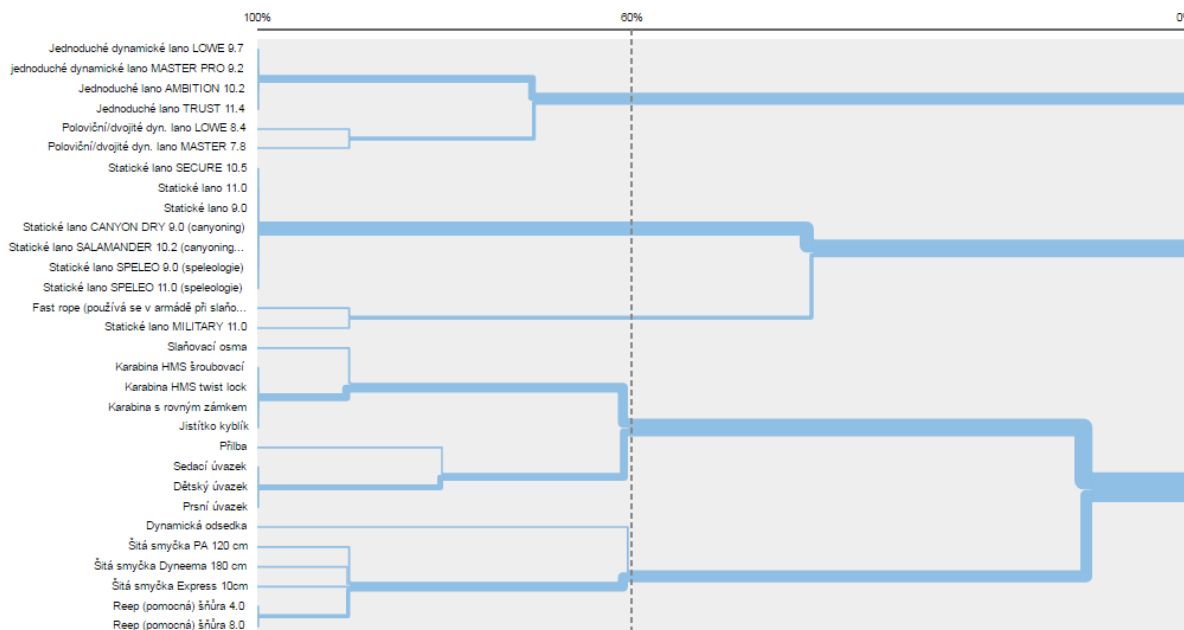 100% 60% 0%
Jednoduché dynamické lano LOWE 9.7
jednoduché dynamické lano MASTER PRO 9.2
Jednoduché lano AMBITION 10.2
Jednoduché lano TRUST 11.4
Poloviční/dvojité dyn. lano LOWE 8.4
Poloviční/dvojité dyn. lano MASTER 7.8
Statické lano SECURE 10.5
Statické lano 11.0
Statické lano 9.0
Statické lano CANYON DRY 9.0 (canyoning)
Statické lano SALAMANDER 10.2 (canyoning...
Statické lano SPELEO 9.0 (speleologie)
Statické lano SPELEO 11.0 (speleologie)
Fast rope (používá se v armádě při slaňo...
Statické lano MILITARY 11.0
Slaňovací osma
Karabina HMS šroubovací
Karabina HMS twist lock
Karabina s rovným zámkem
Jistítko kyblík
Přilba
Sedací úvazek
Dětský úvazek
Prsní úvazek
Dynamická odsedka
Šitá smyčka PA 120 cm
Šitá smyčka Dyneema 180 cm
Šitá smyčka Express 10cm
Reep (pomocná) šňůra 4.0
Reep (pomocná) šňůra 8.0